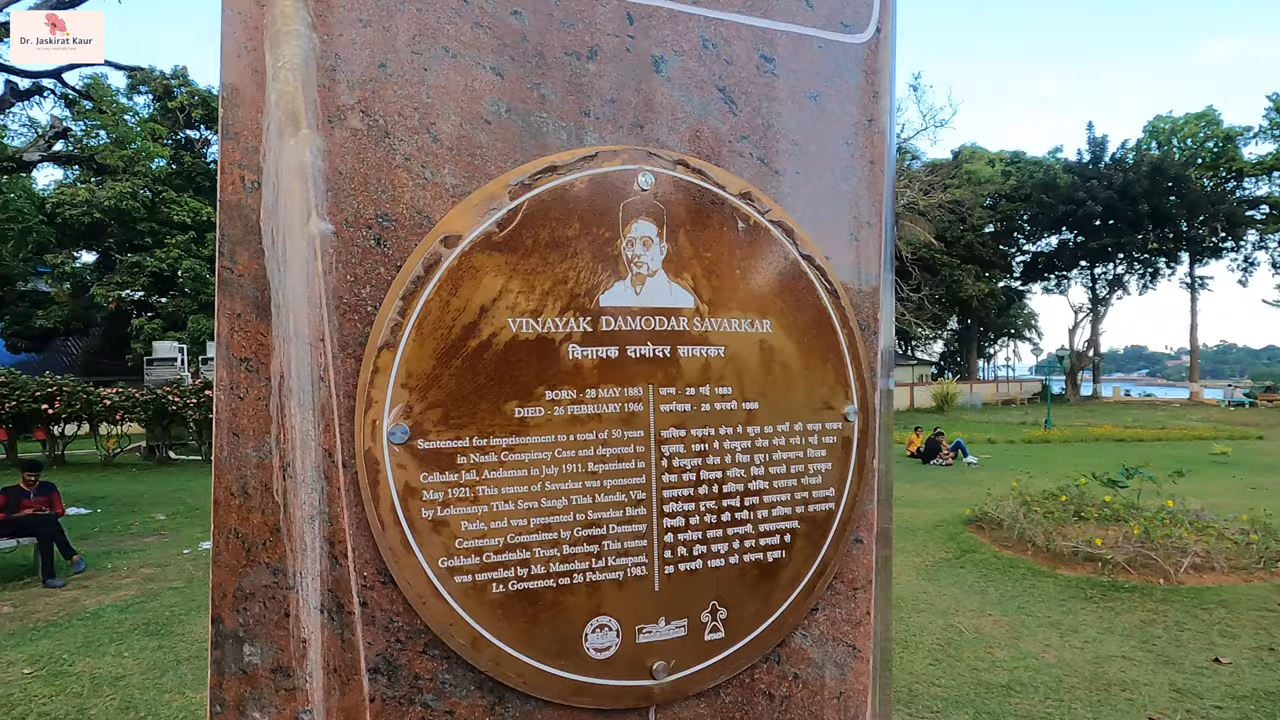 Dr. Jaskirat Kaur
VINAYAK DAMODAR SAVARKAR
विनायक दामोदर सावरकर
BORN - 28 MAY 1883
DIED - 26 FEBRUARY 1966
Sentenced for imprisonment to a total of 50 years
in Nasik Conspiracy Case and deported to
Cellular Jail, Andaman in July 1911. Repatriated in
May 1921. This statue of Savarkar was sponsored
by Lokmanya Tilak Seva Sangh Tilak Mandir, Vile
Parle, and was presented to Savarkar Birth
Centenary Committee by Govind Dattatray
Gokhale Charitable Trust, Bombay. This statue
was unveiled by Mr. Manohar Lal Kampani,
Lt. Governor, on 26 February 1983.
जन्म - 28 मई 1883
स्वर्गवास - 26 फरवरी 1966
नासिक षड़यंत्र केस मे कुल 50 वर्षो की सज़ा पाकर
जुलाई, 1911 मे सेल्युलर जेल भेजे गये। मई 1921
मे सेल्युलर जेल से रिहा हुए। लोकमान्य तिलक
सेवा संघ तिलक मंदिर, विले पारले द्वारा पुरस्कृत
सावरकर की ये प्रतिमा गोविंद दत्तात्रय गोखले
चरिटेबल ट्रस्ट, बम्बई द्वारा सावरकर जन्म शताब्दी
स्मिति को भेंट की गयी। इस प्रतिमा का अनावरण
श्री मनोहर लाल कम्पानी, उपराज्यपाल,
अ. नि. द्वीप समूह के कर कमलों से
26 फरवरी 1983 को संपन्न हुआ।